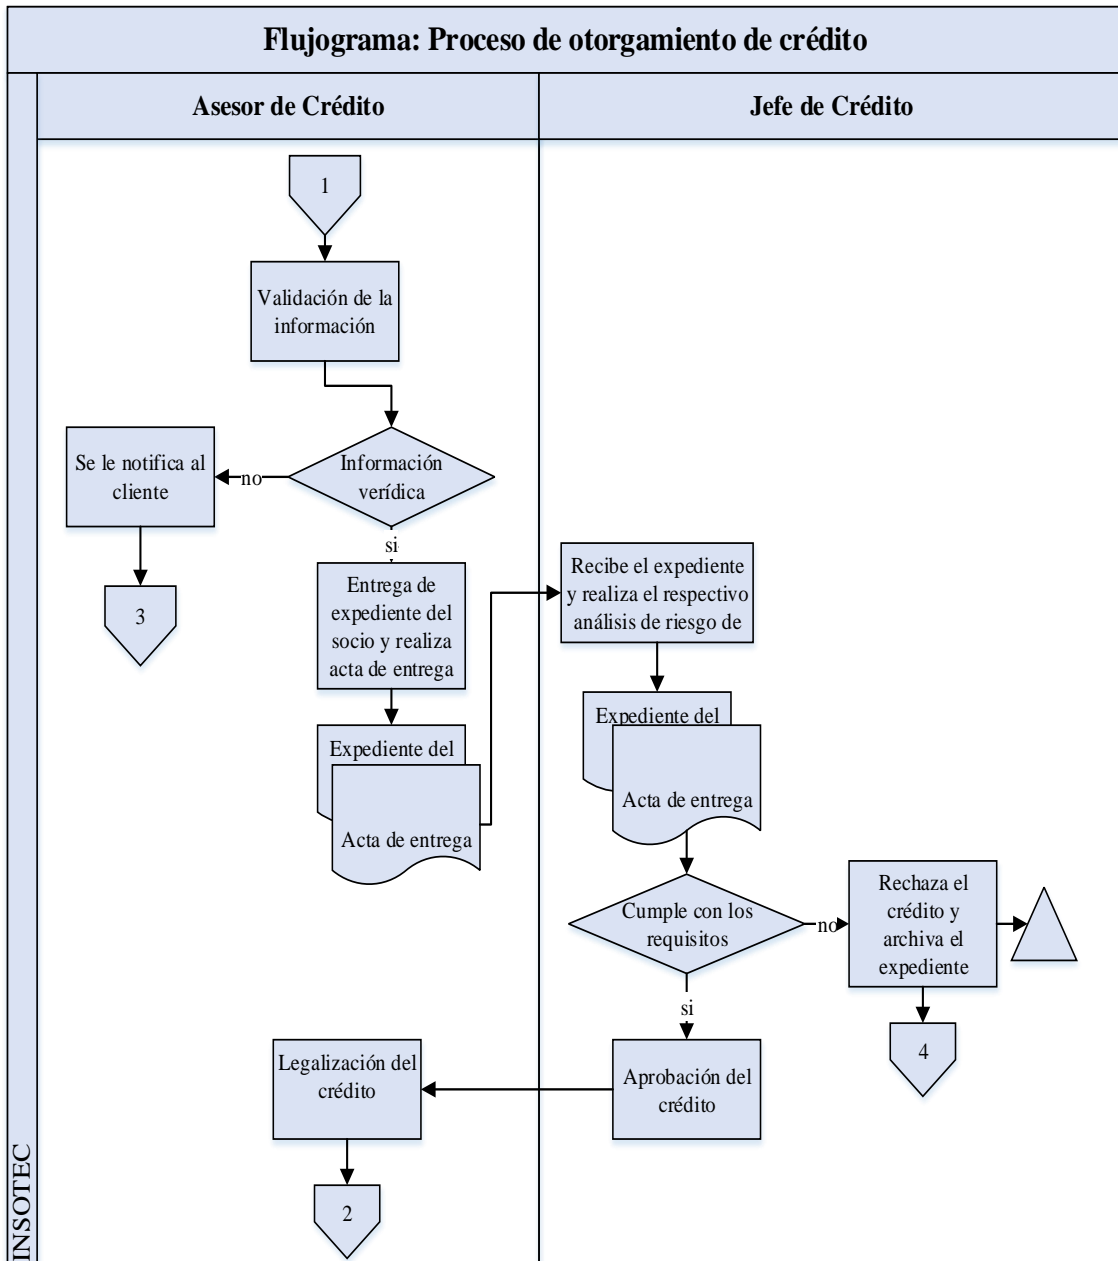 Flujograma: Proceso de otorgamiento de crédito
Asesor de Crédito
Jefe de Crédito
1
Validación de la
información
Información
verídica
no
Se le notifica al
cliente
3
si
Entrega de
expediente del
socio y realiza
acta de entrega
Expediente del
Acta de entrega
Recibe el expediente
y realiza el respectivo
análisis de riesgo de
Expediente del
Acta de entrega
Cumple con los
requisitos
no
Rechaza el
crédito y
archiva el
expediente
4
si
Aprobación del
crédito
Legalización del
crédito
2
INSOTEC